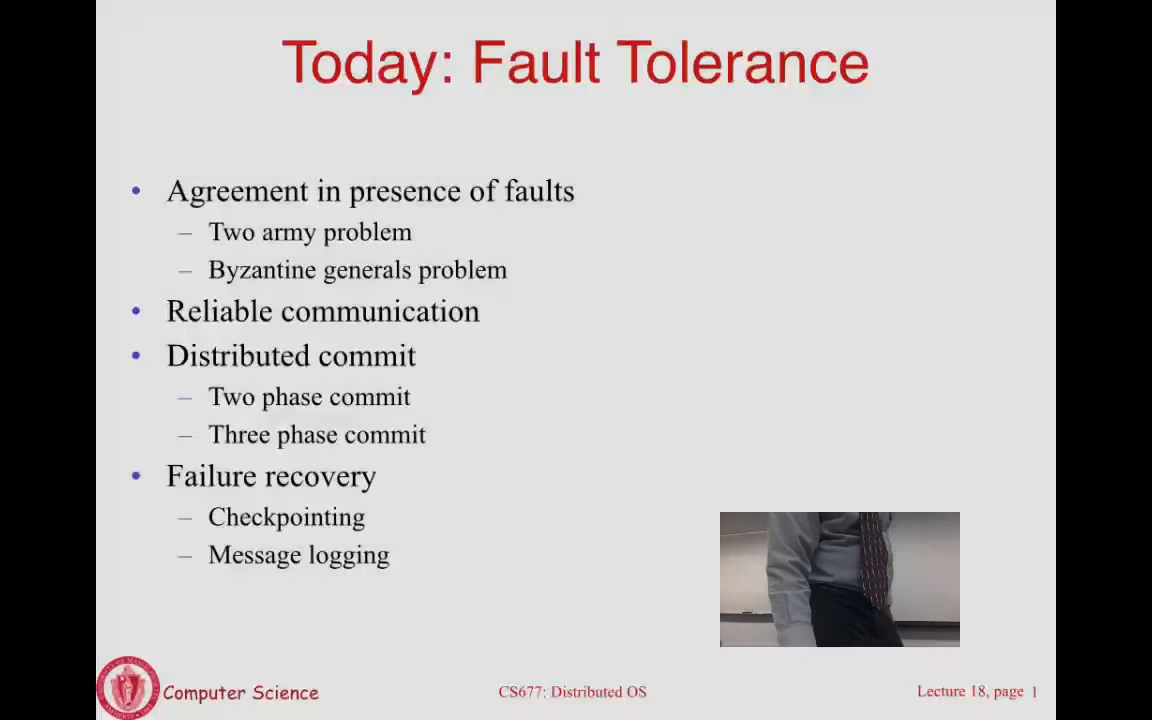 Today: Fault Tolerance
• Agreement in presence of faults
– Two army problem
– Byzantine generals problem
• Reliable communication
• Distributed commit
– Two phase commit
– Three phase commit
• Failure recovery
– Checkpointing
– Message logging
Computer Science
CS677: Distributed OS
Lecture 18, page 1